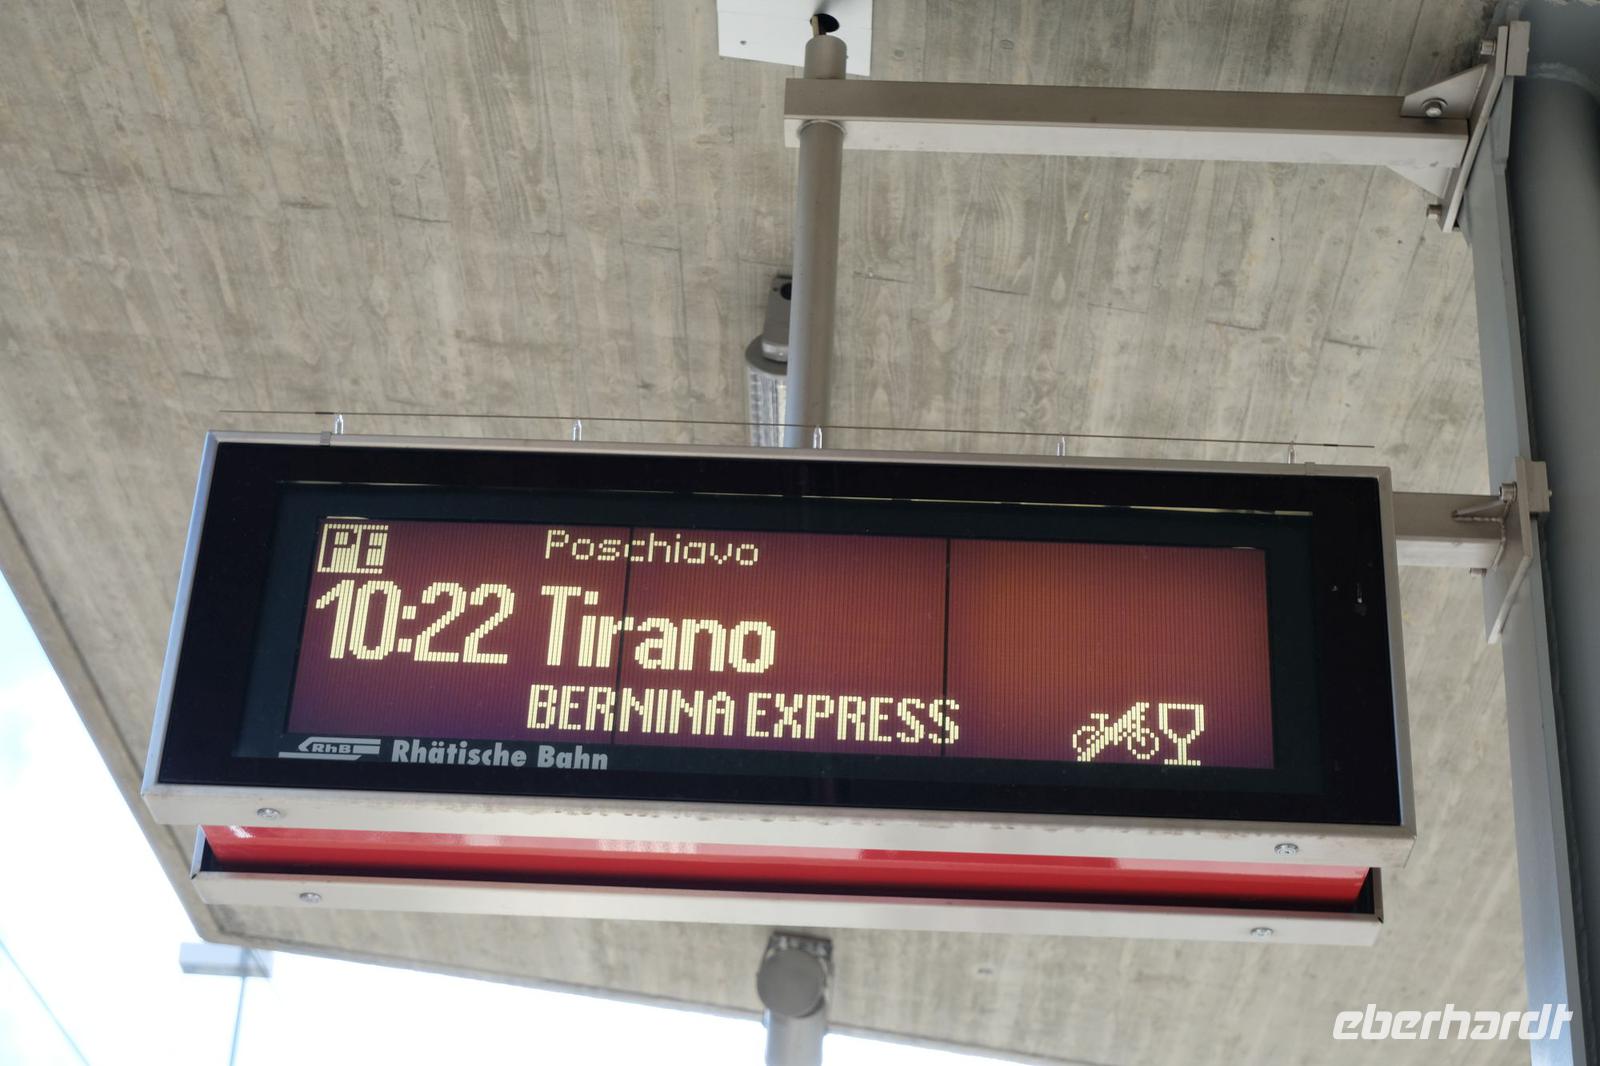 PE
Poschiavo
10:22 Tirano
BERNINA EXPRESS
RhB Rhätische Bahn
eberhardt